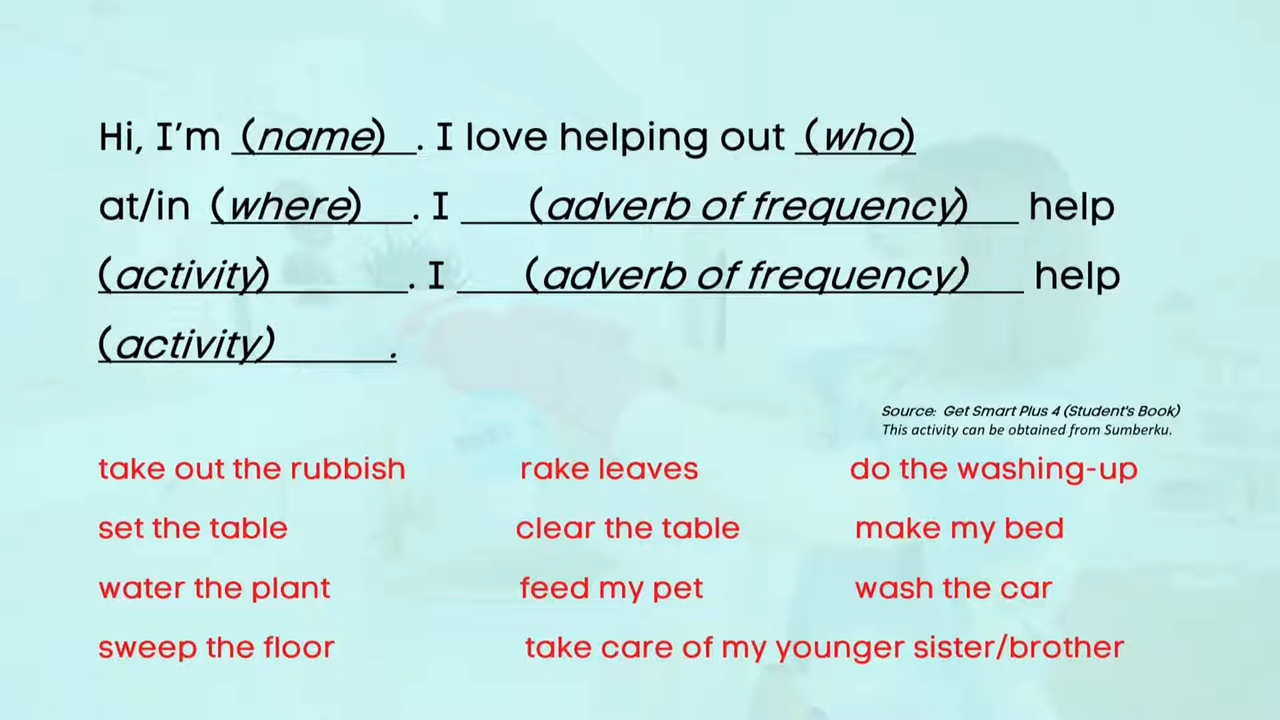 Hi, I'm (name) . I love helping out (who)
at/in (where) . I (adverb of frequency) help
(activity) . I (adverb of frequency) help
(activity) .
Source: Get Smart Plus 4 (Student's Book)
This activity can be obtained from Sumberku.
take out the rubbish rake leaves do the washing-up
set the table clear the table make my bed
water the plant feed my pet wash the car
sweep the floor take care of my younger sister/brother